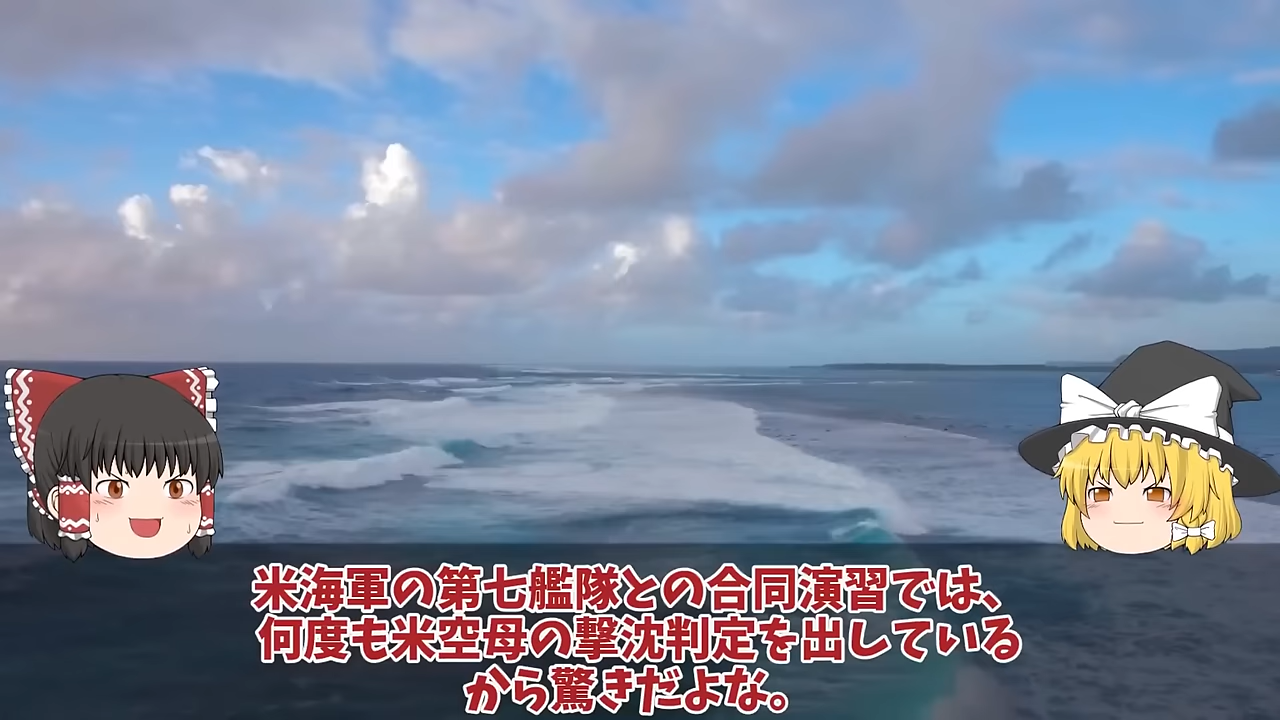 米海軍の第七艦隊との合同演習では、
何度も米空母の撃沈判定を出している
から驚きだよな。